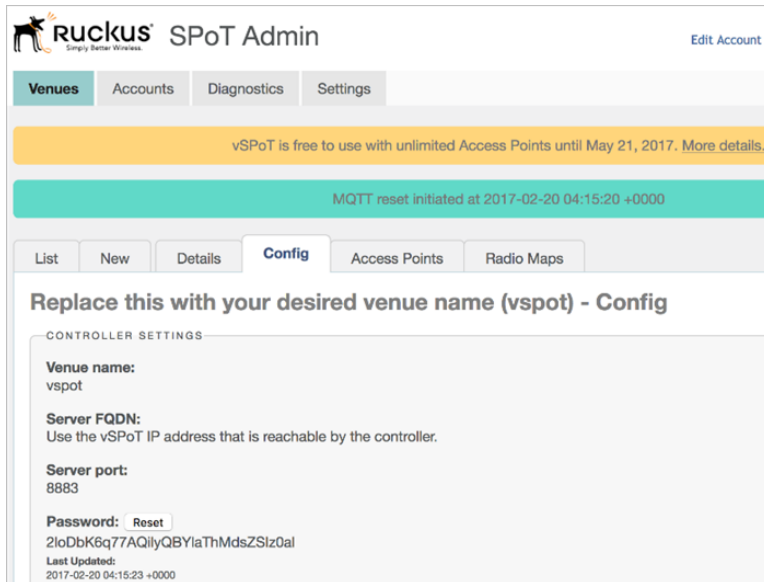 Ruckus®
Simply Better Wireless.
SPoT Admin
Edit Account
Venues Accounts Diagnostics Settings
vSPoT is free to use with unlimited Access Points until May 21, 2017. More details.
MQTT reset initiated at 2017-02-20 04:15:20 +0000
List New Details Config Access Points Radio Maps
Replace this with your desired venue name (vspot) - Config
CONTROLLER SETTINGS
Venue name:
vspot
Server FQDN:
Use the vSPoT IP address that is reachable by the controller.
Server port:
8883
Password: Reset
Last Updated:
2017-02-20 04:15:23 +0000